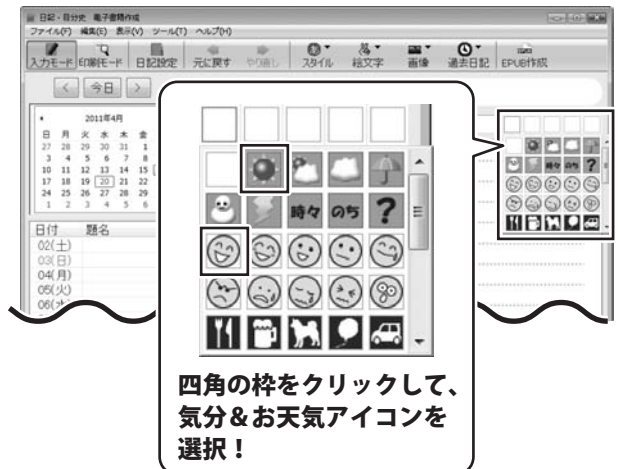 日記・自分史 電子書籍作成
ファイル(F) 編集(E) 表示(V) ツール(T) ヘルプ(H)
入力モード 印刷モード 日記設定 元に戻す やり直し スタイル 絵文字 画像 過去日記 EPUB作成
< 今日 >
2011年4月
日 月 火 水 木 金
27 28 29 30 31 1
3 4 5 6 7 8
10 11 12 13 14 15
17 18 19 20 21 22
24 25 26 27 28 29
1 2 3 4 5 6
日付 題名
02(土)
03(日)
04(月)
05(火)
06(水)
時々 のち ?
時々 のち ?
四角の枠をクリックして、
気分＆お天気アイコンを
選択！